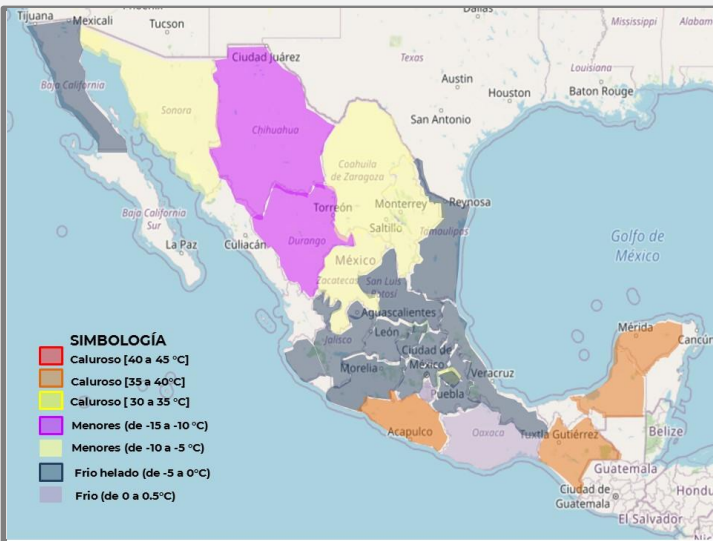 Dallas
Tijuana
Mexicali
Tucson
Mississippi
Alabam
Ciudad Juárez
Texas
Louisiana
Baja California
Austin
Houston
Baton Rouge
Sonora
San Antonio
Chihuahua
Coahuila
de Zaragoza
Baja California
Sur
Torreón
Monterrey
Reynosa
La Paz
Culiacán
Durango
Saltillo
Tamaulipas
Golfo de
México
México
Zacatecas
San Luis
Potosí
Aguascalientes
Mérida
Cancún
León
Jalisco
Ciudad de
México
Morelia
Veracruz
Puebla
Acapulco
Oaxaca
Tuxtla Gutiérrez
Belize
Guatemala
Ciudad de
Guatemala
Hondu
El Salvador
Nic
SIMBOLOGÍA
Caluroso [40 a 45 °C]
Caluroso [35 a 40°C]
Caluroso [ 30 a 35 °C]
Menores (de -15 a -10 °C)
Menores (de -10 a -5 °C)
Frio helado (de -5 a 0°C)
Frio (de 0 a 0.5°C)